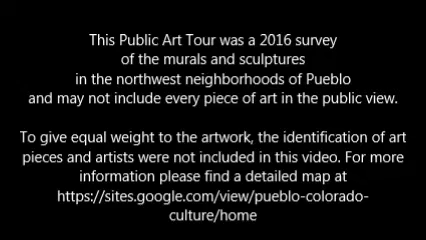 This Public Art Tour was a 2016 survey
of the murals and sculptures
in the northwest neighborhoods of Pueblo
and may not include every piece of art in the public view.
To give equal weight to the artwork, the identification of art
pieces and artists were not included in this video. For more
information please find a detailed map at
https://sites.google.com/view/pueblo-colorado-
culture/home